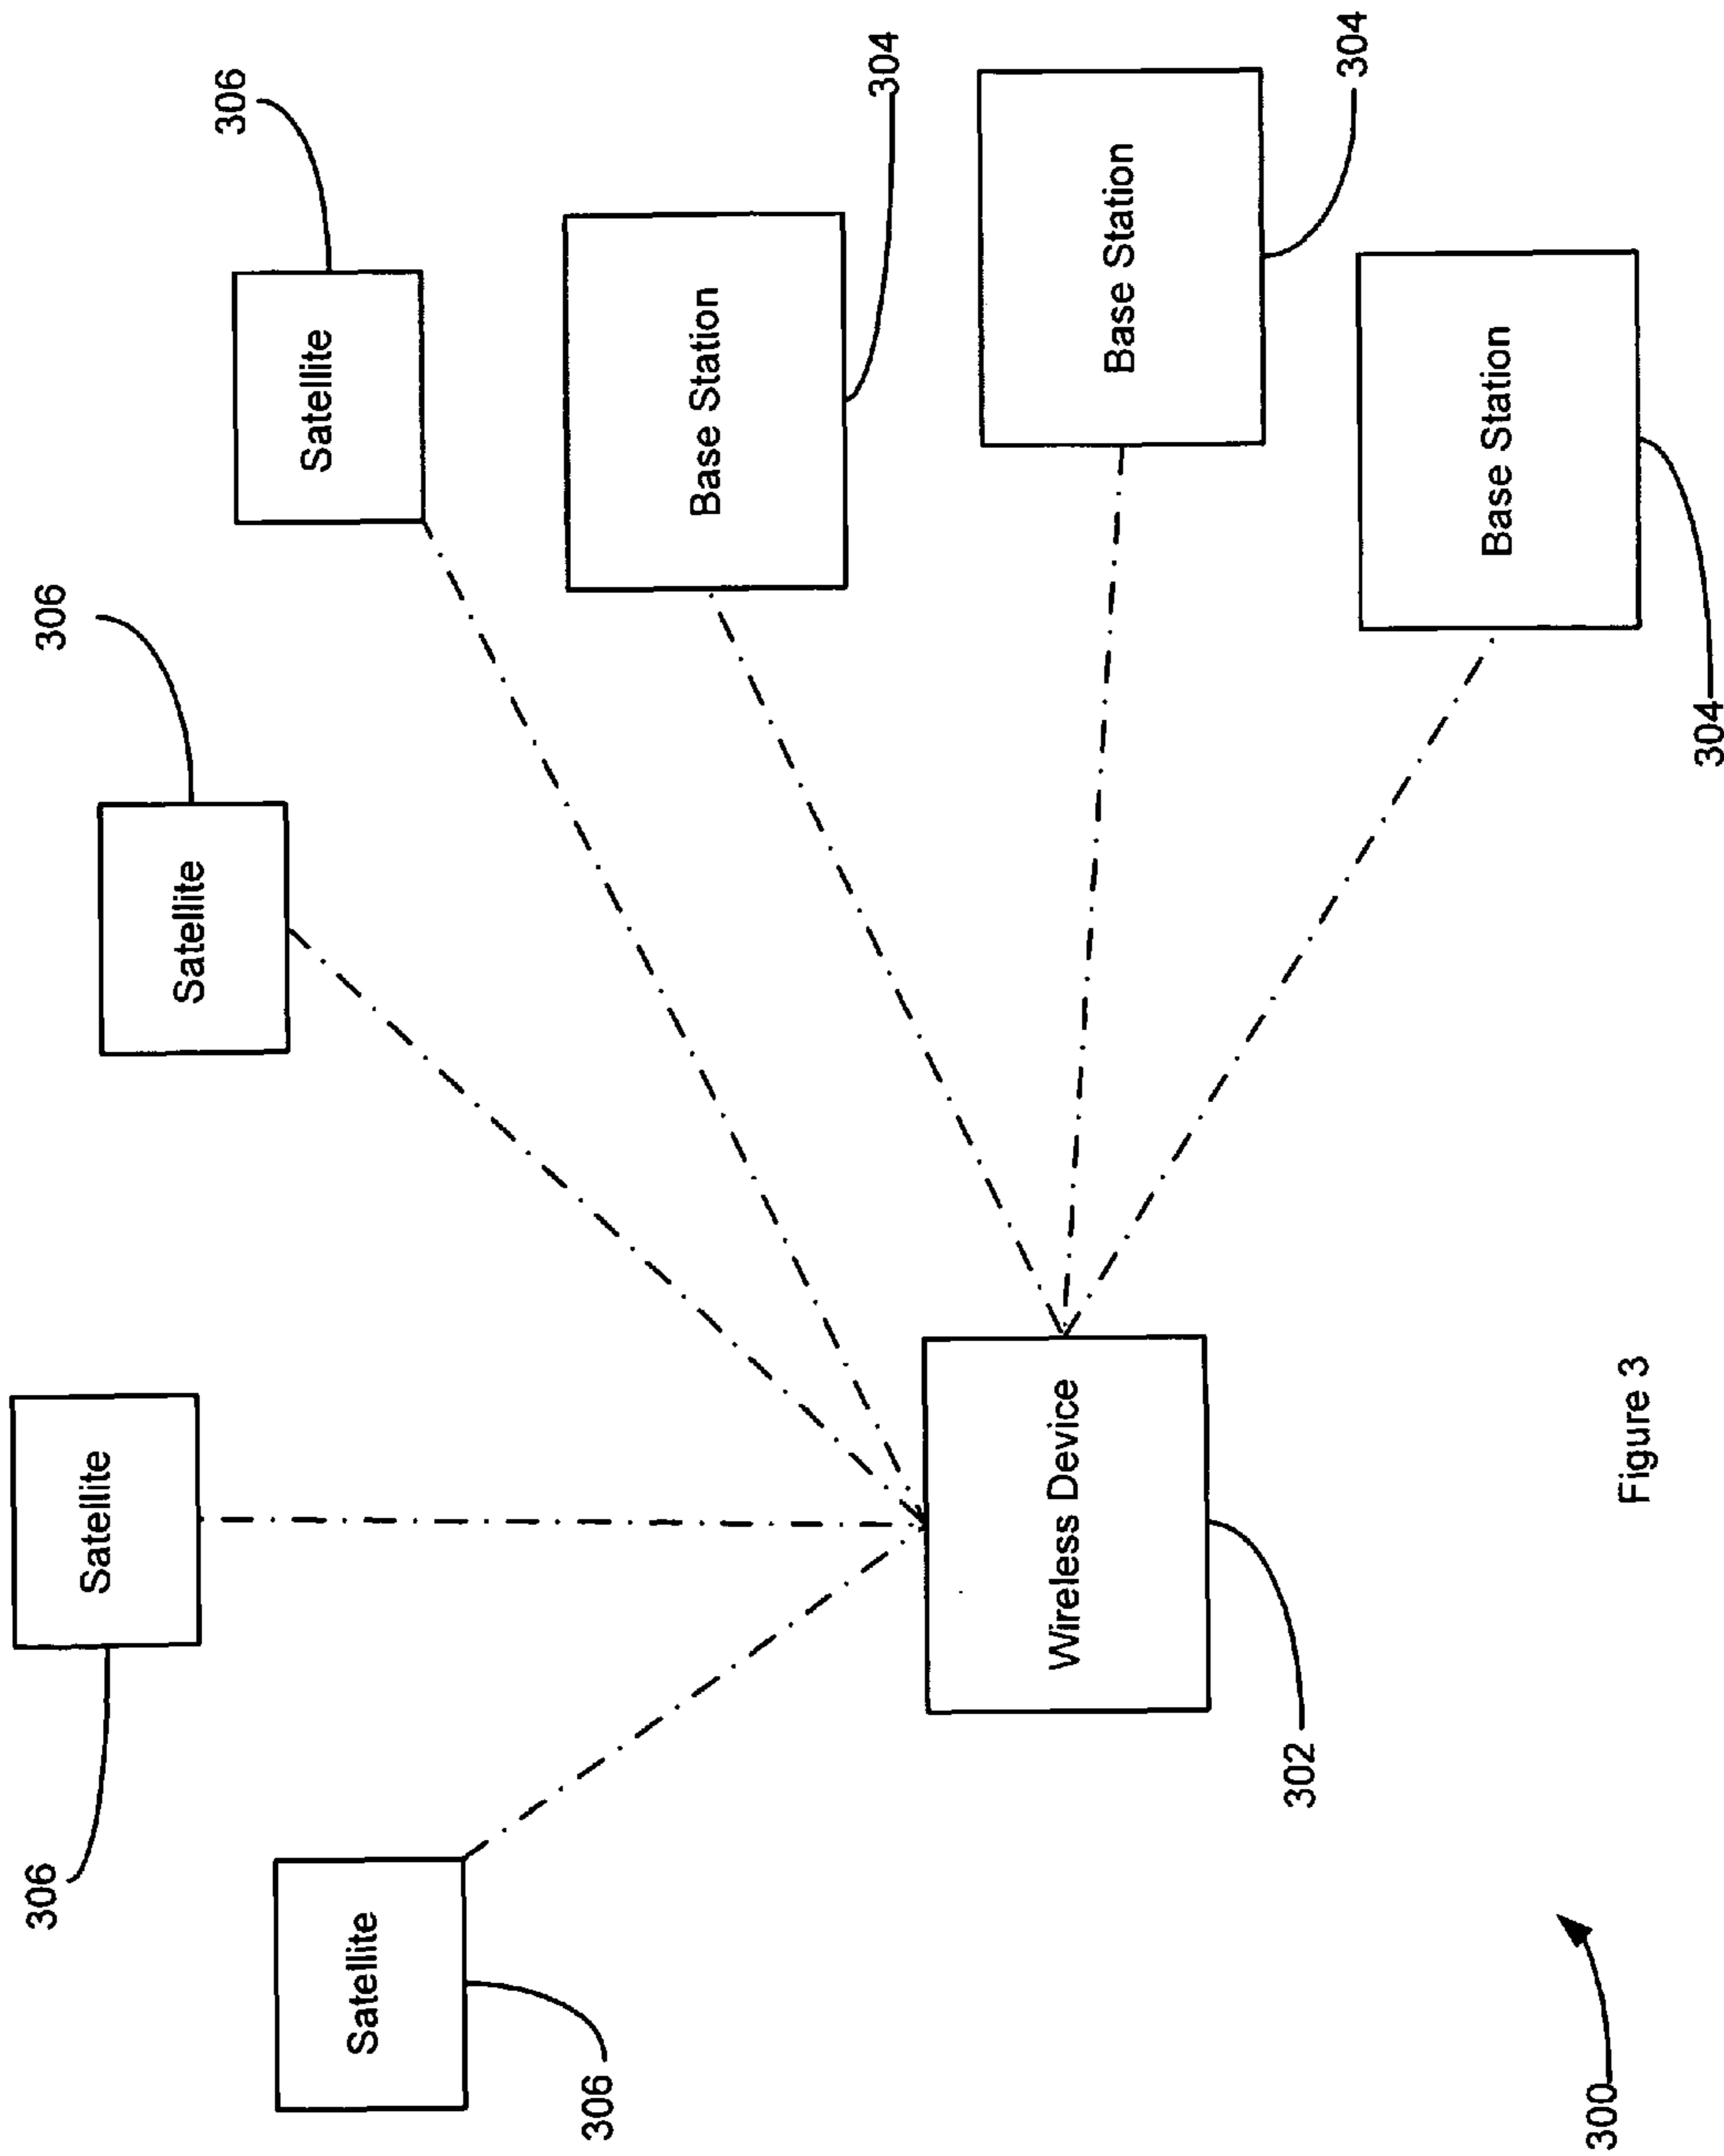 306
Satellite
306
Satellite
306
Satellite
306
Satellite
Wireless Device
302
Base Station
304
Base Station
304
Base Station
304
300
Figure 3